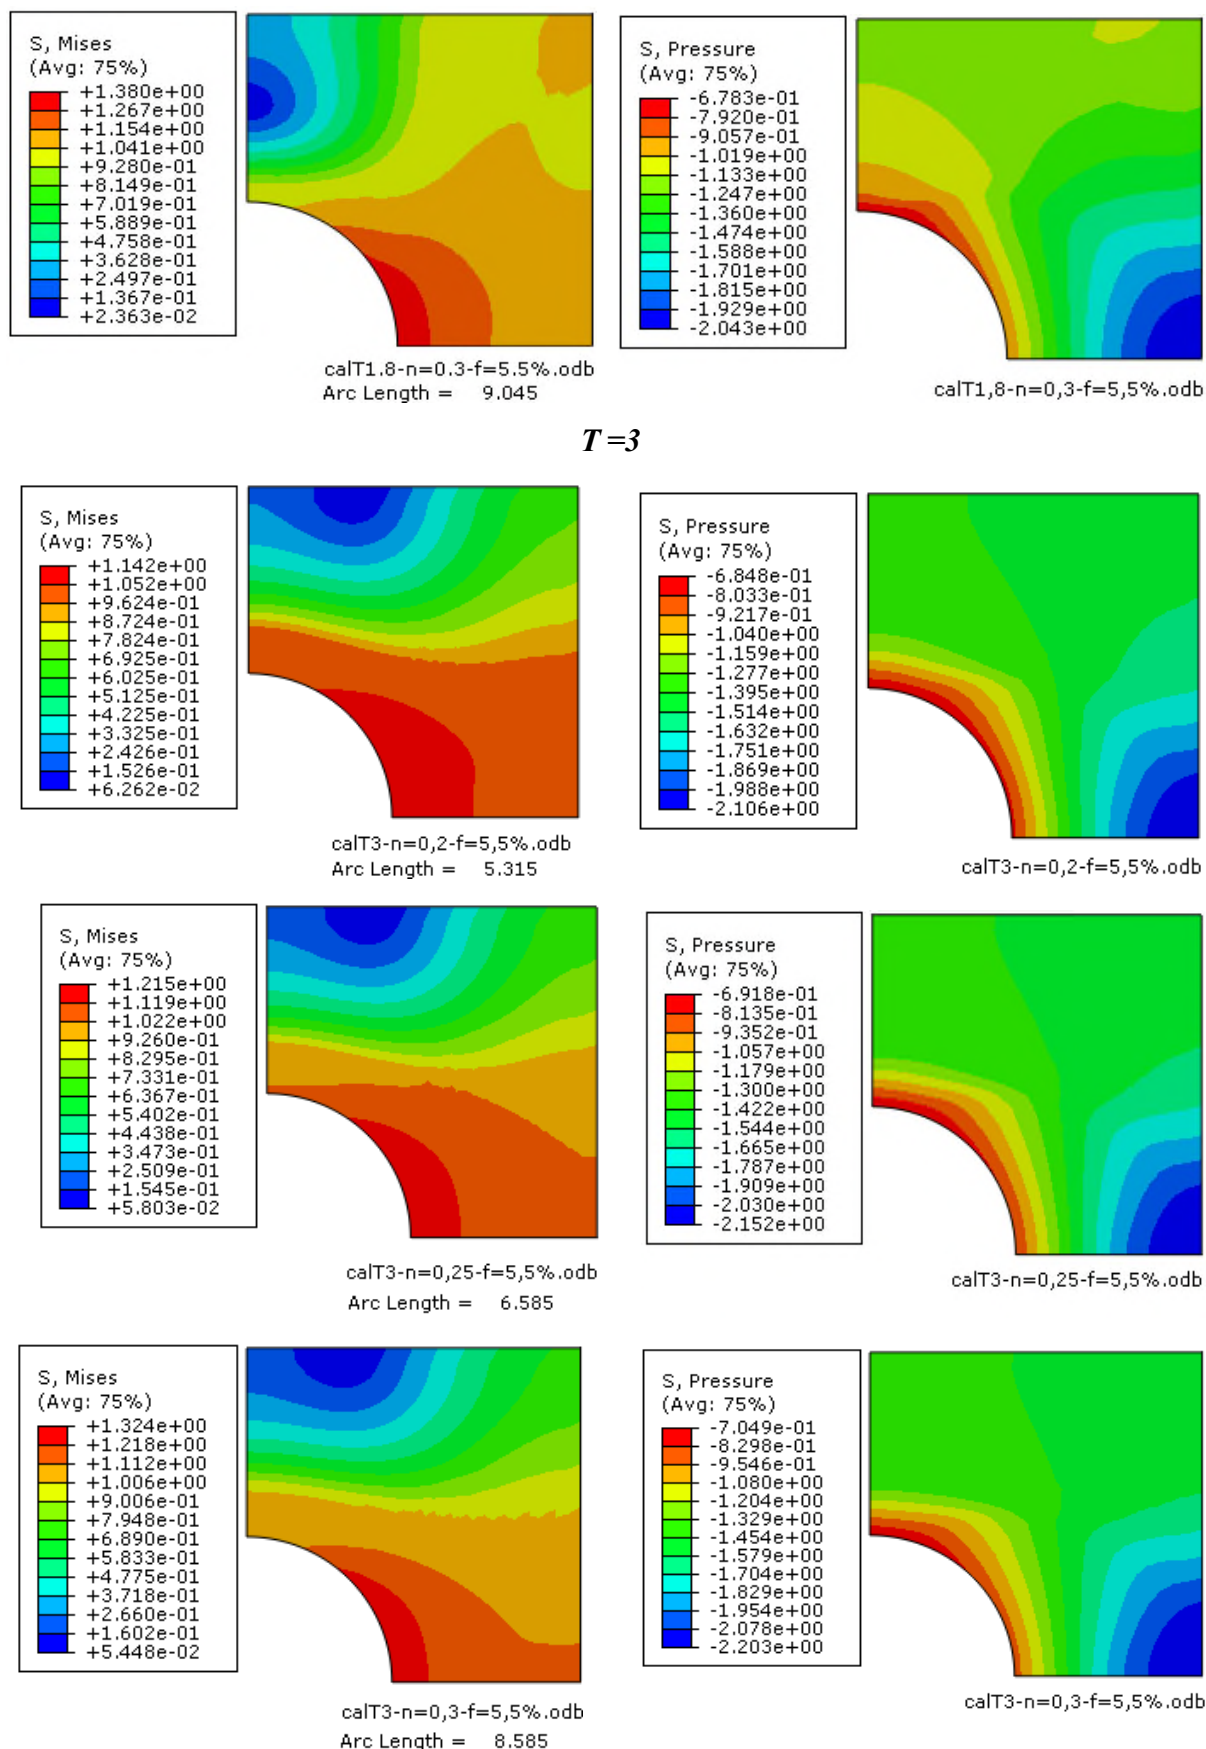 S, Mises
(Avg: 75%)
+1.380e+00
+1.267e+00
+1.154e+00
+1.041e+00
+9.280e-01
+8.149e-01
+7.019e-01
+5.889e-01
+4.758e-01
+3.628e-01
+2.497e-01
+1.367e-01
+2.363e-02
calT1.8-n=0.3-f=5.5%.odb
Arc Length = 9.045
S, Pressure
(Avg: 75%)
-6.783e-01
-7.920e-01
-9.057e-01
-1.019e+00
-1.133e+00
-1.247e+00
-1.360e+00
-1.474e+00
-1.588e+00
-1.701e+00
-1.815e+00
-1.929e+00
-2.043e+00
calT1,8-n=0,3-f=5,5%.odb
T=3
S, Mises
(Avg: 75%)
+1.142e+00
+1.052e+00
+9.624e-01
+8.724e-01
+7.824e-01
+6.925e-01
+6.025e-01
+5.125e-01
+4.225e-01
+3.325e-01
+2.426e-01
+1.526e-01
+6.262e-02
calT3-n=0,2-f=5,5%.odb
Arc Length = 5.315
S, Pressure
(Avg: 75%)
-6.848e-01
-8.033e-01
-9.217e-01
-1.040e+00
-1.159e+00
-1.277e+00
-1.395e+00
-1.514e+00
-1.632e+00
-1.751e+00
-1.869e+00
-1.988e+00
-2.106e+00
calT3-n=0,2-f=5,5%.odb
S, Mises
(Avg: 75%)
+1.215e+00
+1.119e+00
+1.022e+00
+9.260e-01
+8.295e-01
+7.331e-01
+6.367e-01
+5.402e-01
+4.438e-01
+3.473e-01
+2.509e-01
+1.545e-01
+5.803e-02
calT3-n=0,25-f=5,5%.odb
Arc Length = 6.585
S, Pressure
(Avg: 75%)
-6.918e-01
-8.135e-01
-9.352e-01
-1.057e+00
-1.179e+00
-1.300e+00
-1.422e+00
-1.544e+00
-1.665e+00
-1.787e+00
-1.909e+00
-2.030e+00
-2.152e+00
calT3-n=0,25-f=5,5%.odb
S, Mises
(Avg: 75%)
+1.324e+00
+1.218e+00
+1.112e+00
+1.006e+00
+9.006e-01
+7.948e-01
+6.890e-01
+5.833e-01
+4.775e-01
+3.718e-01
+2.660e-01
+1.602e-01
+5.448e-02
calT3-n=0,3-f=5,5%.odb
Arc Length = 8.585
S, Pressure
(Avg: 75%)
-7.049e-01
-8.298e-01
-9.546e-01
-1.080e+00
-1.204e+00
-1.329e+00
-1.454e+00
-1.579e+00
-1.704e+00
-1.829e+00
-1.954e+00
-2.078e+00
-2.203e+00
calT3-n=0,3-f=5,5%.odb